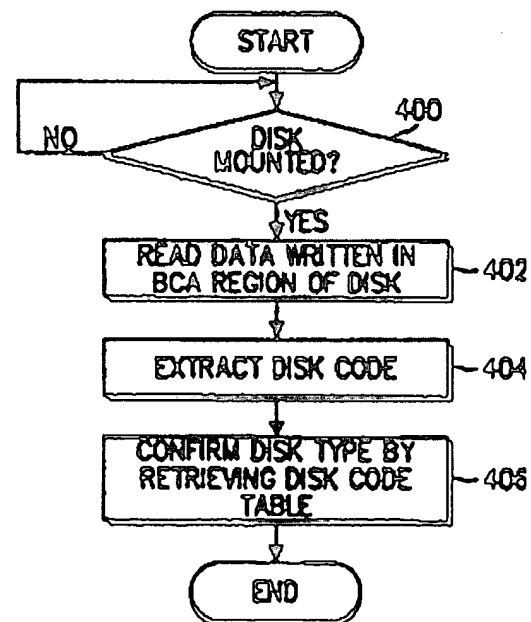 START
400
NO
DISK
MOUNTED?
YES
READ DATA WRITTEN IN
BCA REGION OF DISK
402
EXTRACT DISK CODE
404
CONFIRM DISK TYPE BY
RETRIEVING DISK CODE
TABLE
406
END